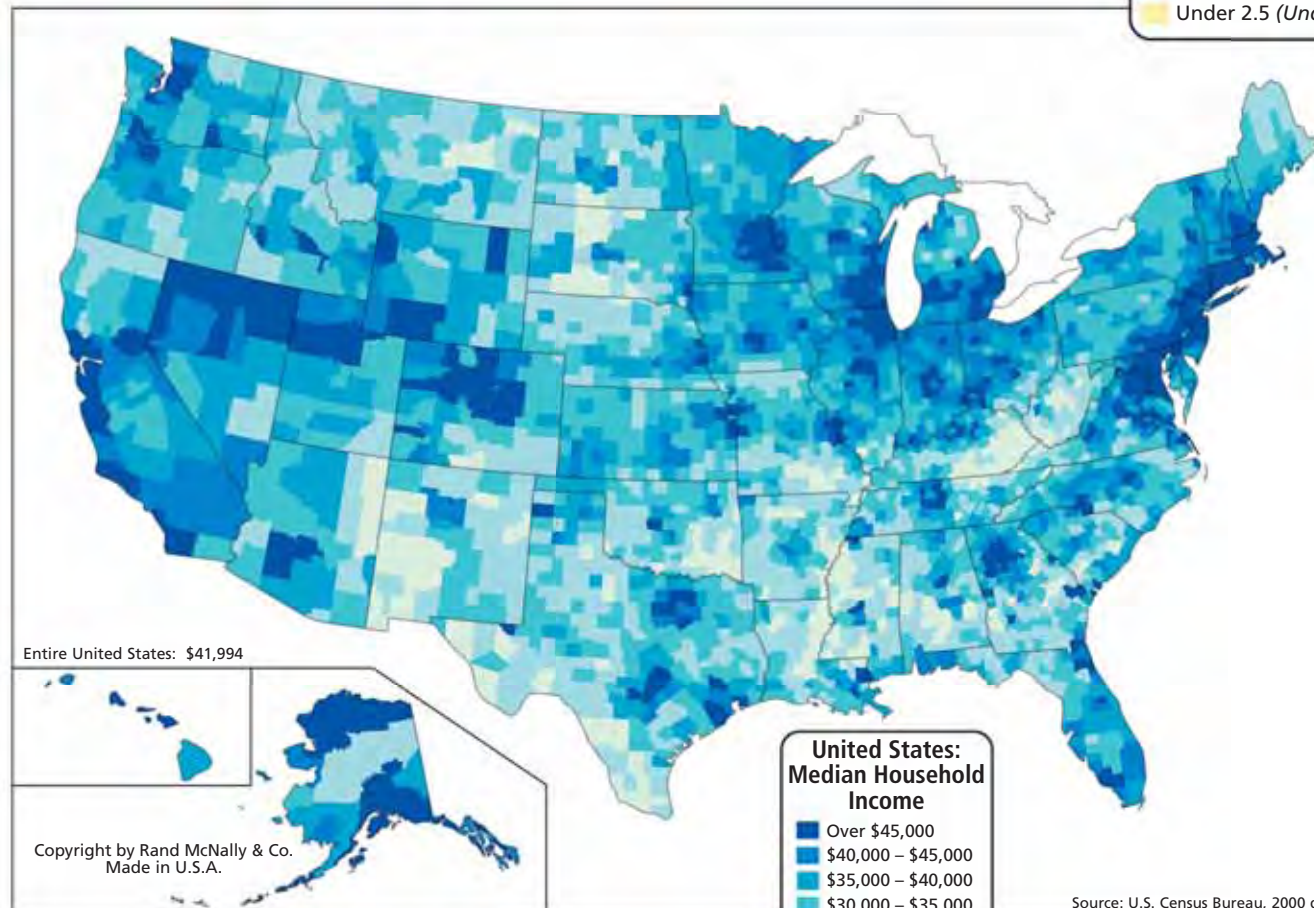 Under 2.5 (Un
Entire United States: $41,994
Copyright by Rand McNally & Co.
Made in U.S.A.
United States:
Median Household
Income
Over $45,000
$40,000 – $45,000
$35,000 – $40,000
$30,000 – $35,000
Source: U.S. Census Bureau, 2000